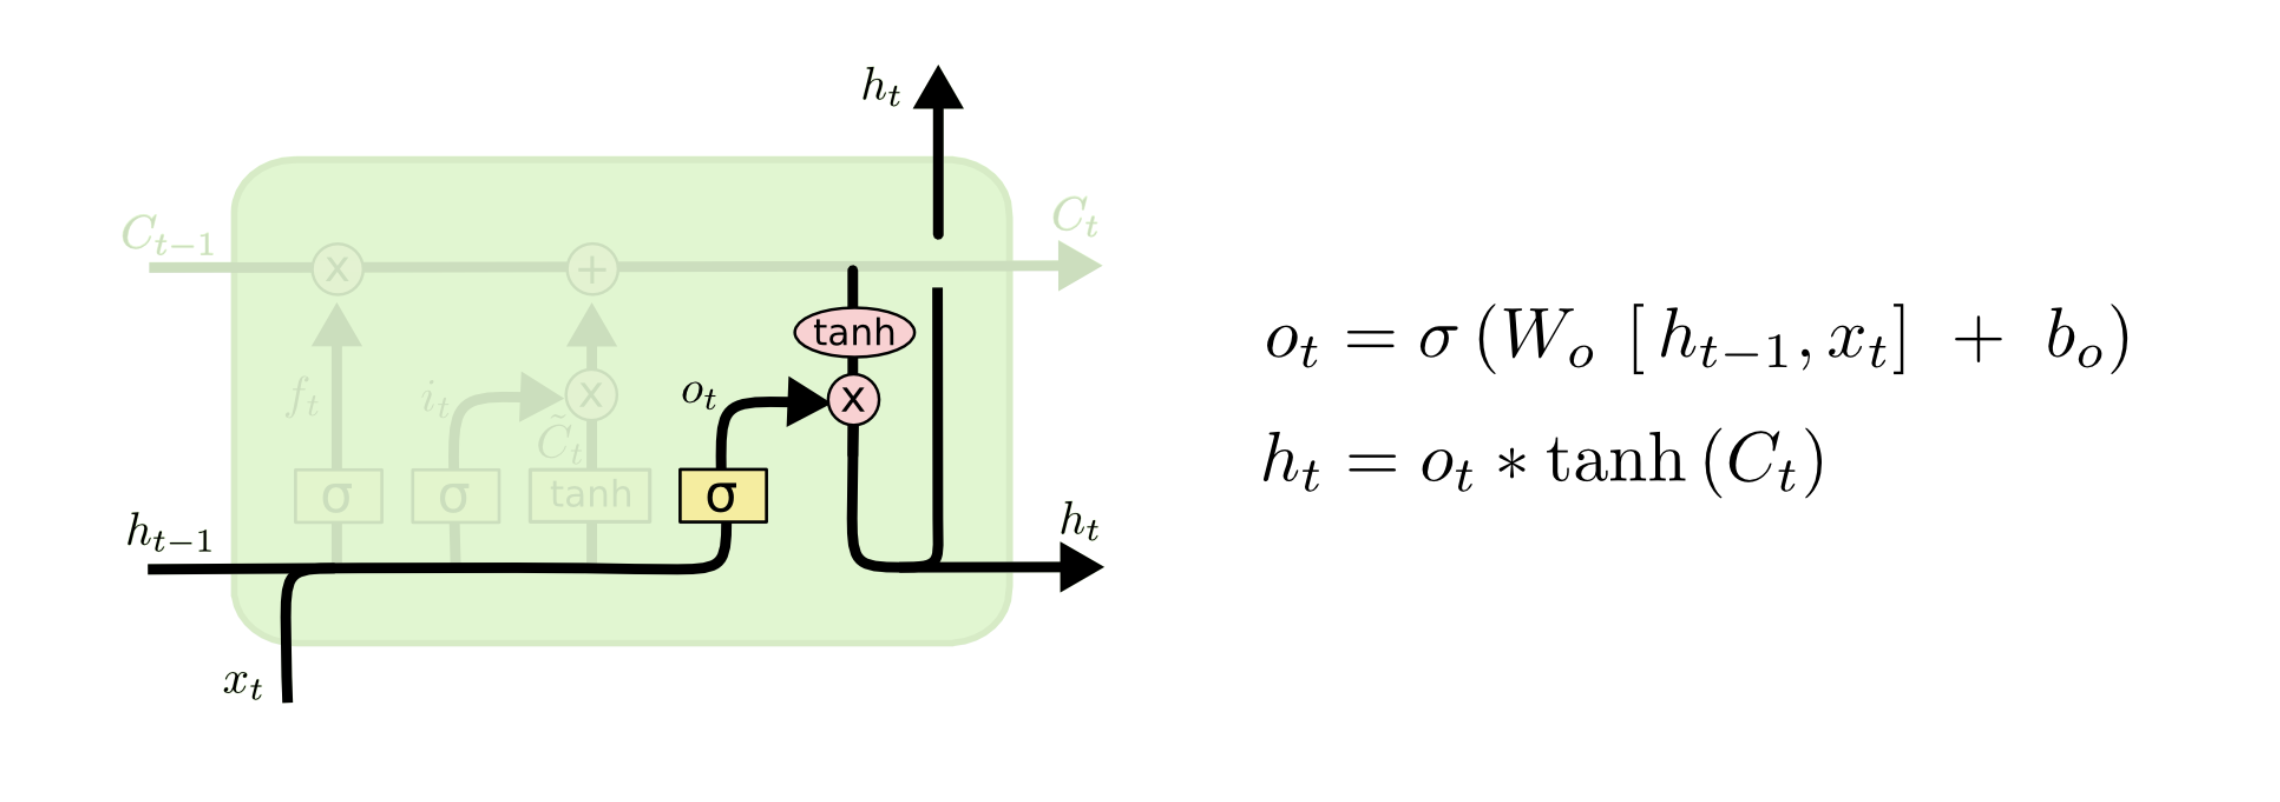 h_t
C_{t-1}
C_t
x
+
tanh
f_t
i_t
x
o_t
x
C̃_t
σ
σ
tanh
σ
h_{t-1}
h_t
x_t
o_t = σ (W_o [h_{t-1}, x_t] + b_o)
h_t = o_t * tanh (C_t)